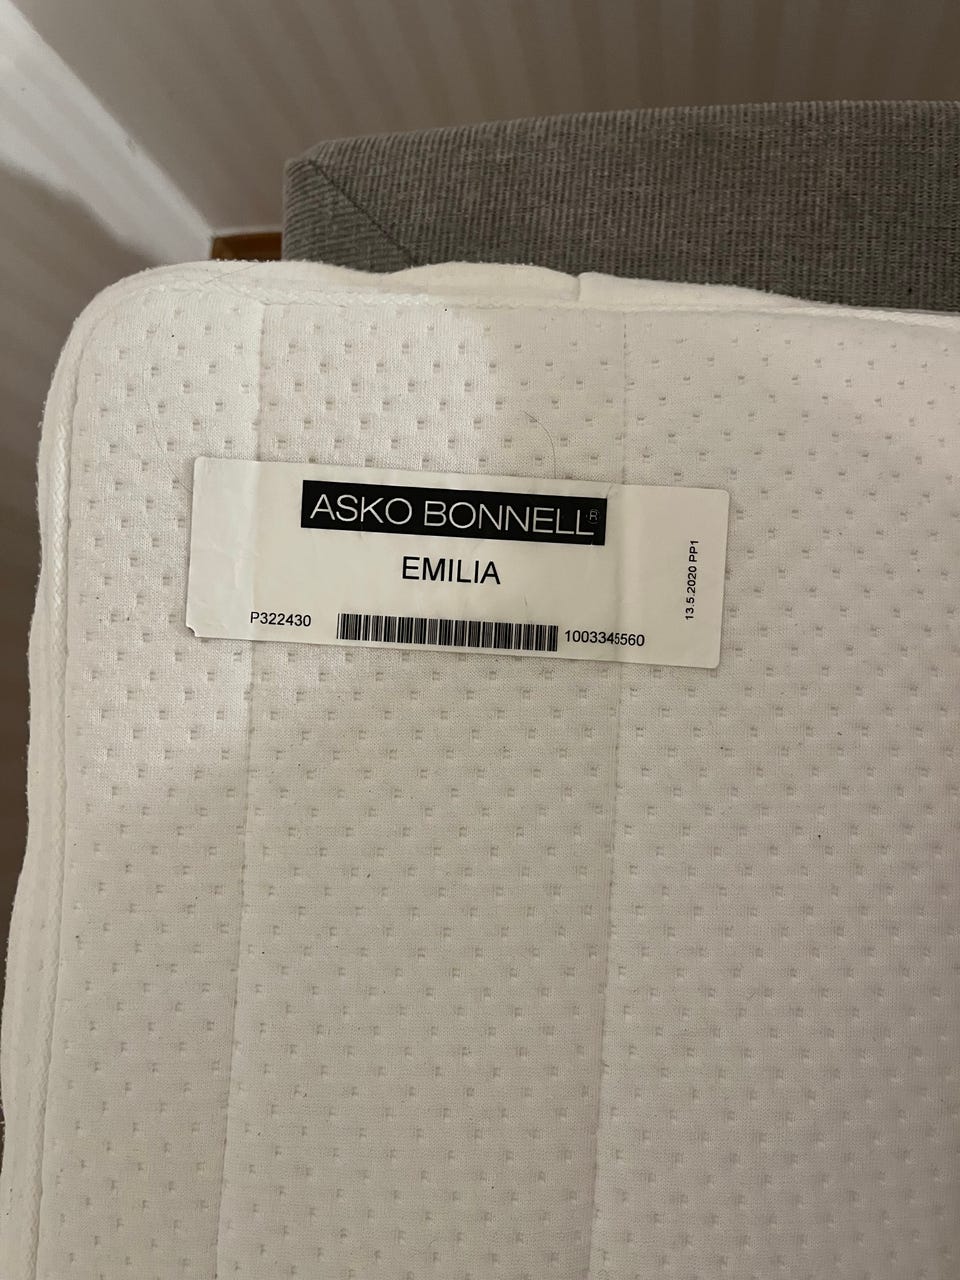 ASKO BONNELL®
EMILIA
P322430
1003345560
13.5.2020 PP1